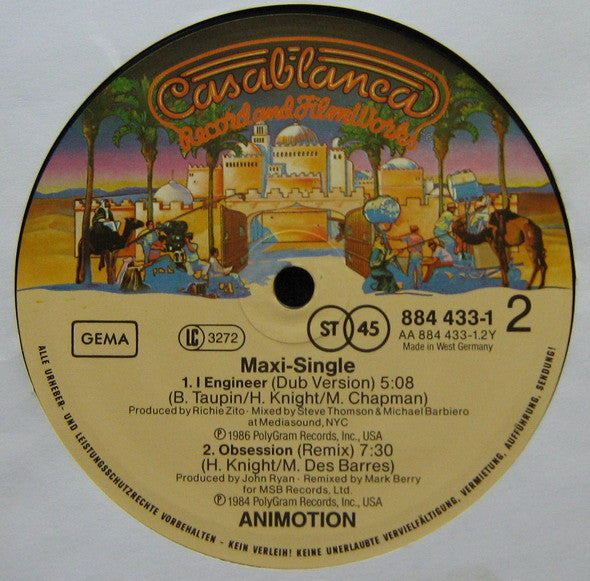 Casablanca
Record and FilmWorks
GEMA
LC 3272
ST 45
884 433-1
AA 884 433-1.2Y
Made in West Germany
2
Maxi-Single
1. I Engineer (Dub Version) 5:08
(B. Taupin/H. Knight/M. Chapman)
Produced by Richie Zito · Mixed by Steve Thomson & Michael Barbiero
at Mediasound, NYC
Ⓟ1986 PolyGram Records, Inc., USA
2. Obsession (Remix) 7:30
(H. Knight/M. Des Barres)
Produced by John Ryan · Remixed by Mark Berry
for MSB Records, Ltd.
Ⓟ1984 PolyGram Records, Inc., USA
ANIMOTION
ALLE URHEBER- UND LEISTUNGSSCHUTZRECHTE VORBEHALTEN - KEIN VERLEIH! KEINE UNERLAUBTE VERVIELFÄLTIGUNG, VERMIETUNG, AUFFÜHRUNG, SENDUNG!